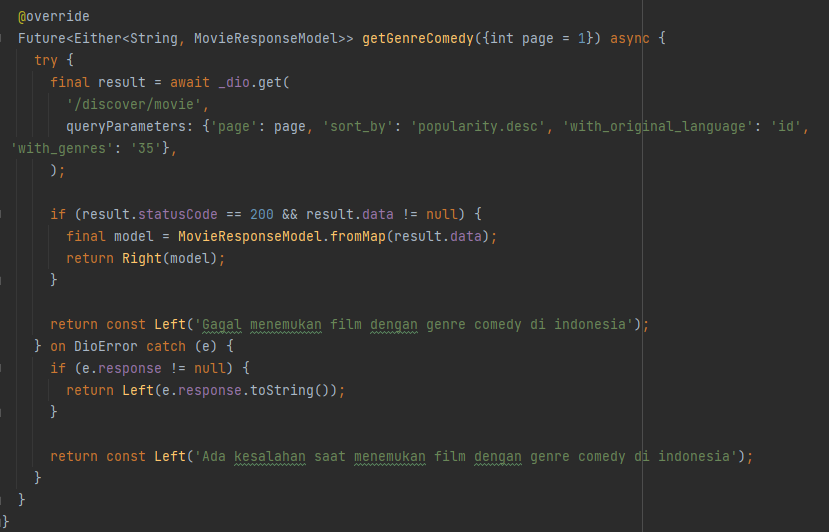 @override
Future<Either<String, MovieResponseModel>> getGenreComedy({int page = 1}) async {
try {
final result = await _dio.get(
'/discover/movie',
queryParameters: {'page': page, 'sort_by': 'popularity.desc', 'with_original_language': 'id',
'with_genres': '35'},
);
if (result.statusCode == 200 && result.data != null) {
final model = MovieResponseModel.fromMap(result.data);
return Right(model);
}
return const Left('Gagal menemukan film dengan genre comedy di indonesia');
} on DioError catch (e) {
if (e.response != null) {
return Left(e.response.toString());
}
return const Left('Ada kesalahan saat menemukan film dengan genre comedy di indonesia');
}
}
}